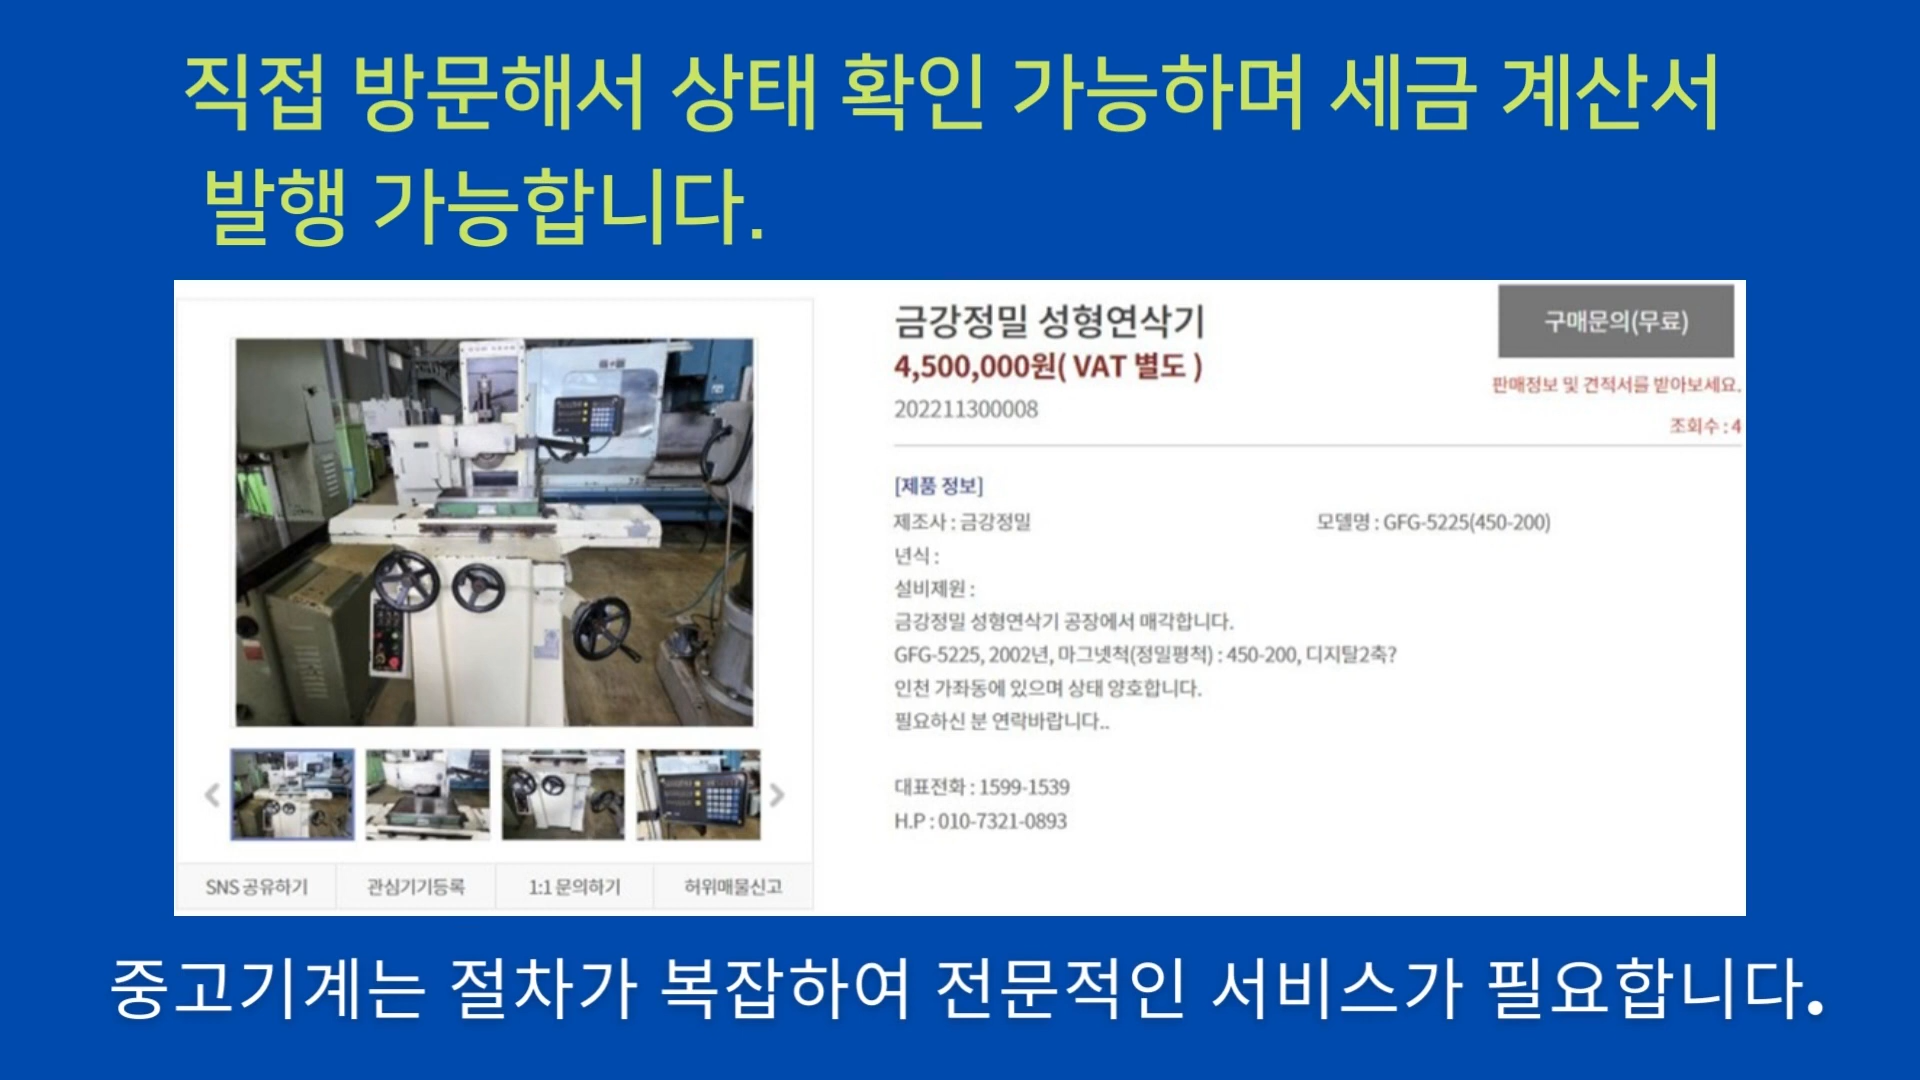 직접 방문해서 상태 확인 가능하며 세금 계산서
발행 가능합니다.
금강정밀 성형연삭기
4,500,000원( VAT 별도 )
202211300008
구매문의(무료)
판매정보 및 견적서를 받아보세요.
조회수 : 4
[제품 정보]
제조사 : 금강정밀
모델명 : GFG-5225(450-200)
년식 :
설비제원 :
금강정밀 성형연삭기 공장에서 매각합니다.
GFG-5225, 2002년, 마그넷척(정밀평척) : 450-200, 디지탈2축?
인천 가좌동에 있으며 상태 양호합니다.
필요하신 분 연락바랍니다..
대표전화 : 1599-1539
H.P : 010-7321-0893
SNS 공유하기
관심기기등록
1:1 문의하기
허위매물신고
중고기계는 절차가 복잡하여 전문적인 서비스가 필요합니다.